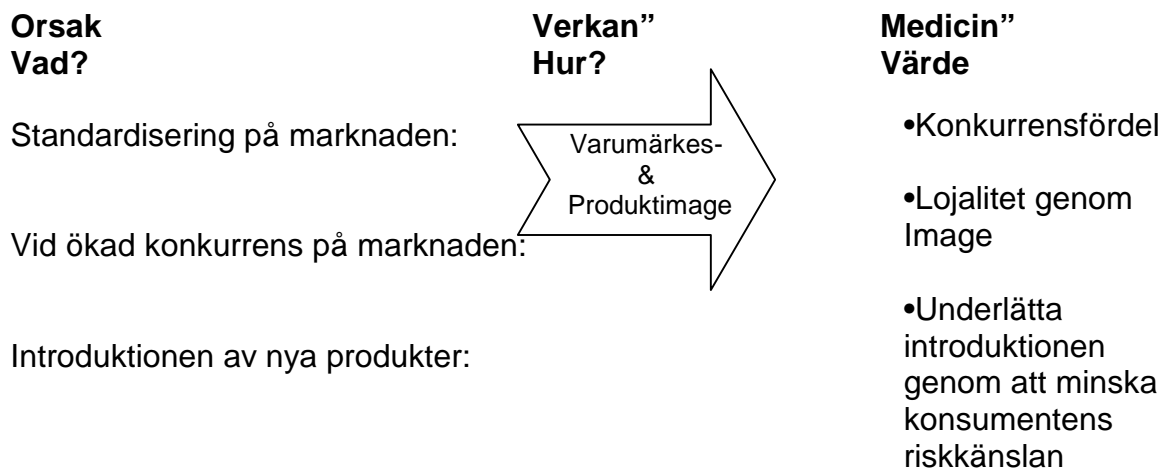 Orsak
Vad?
Verkan”
Hur?
Medicin”
Värde
Standardisering på marknaden:
Vid ökad konkurrens på marknaden:
Introduktionen av nya produkter:
Varumärkes-
&
Produktimage
•Konkurrensfördel
•Lojalitet genom
Image
•Underlätta
introduktionen
genom att minska
konsumentens
riskkänslan